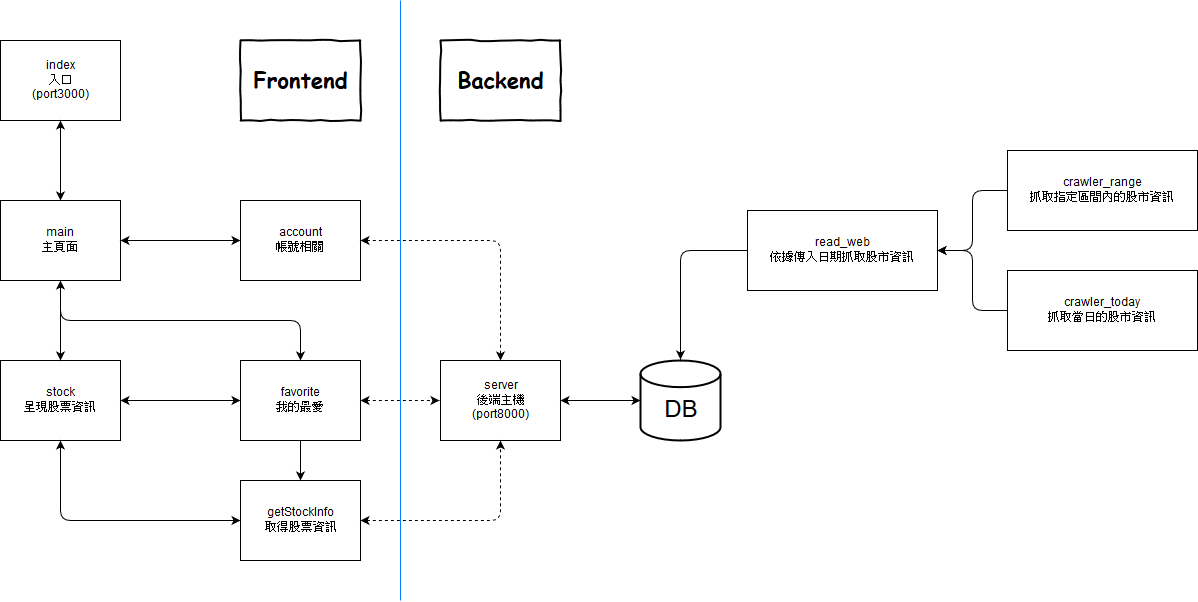 index
入口
(port3000)
Frontend
Backend
main
主頁面
account
帳號相關
read_web
依據傳入日期抓取股市資訊
crawler_range
抓取指定區間內的股市資訊
crawler_today
抓取當日的股市資訊
stock
呈現股票資訊
favorite
我的最愛
server
後端主機
(port8000)
DB
getStockInfo
取得股票資訊